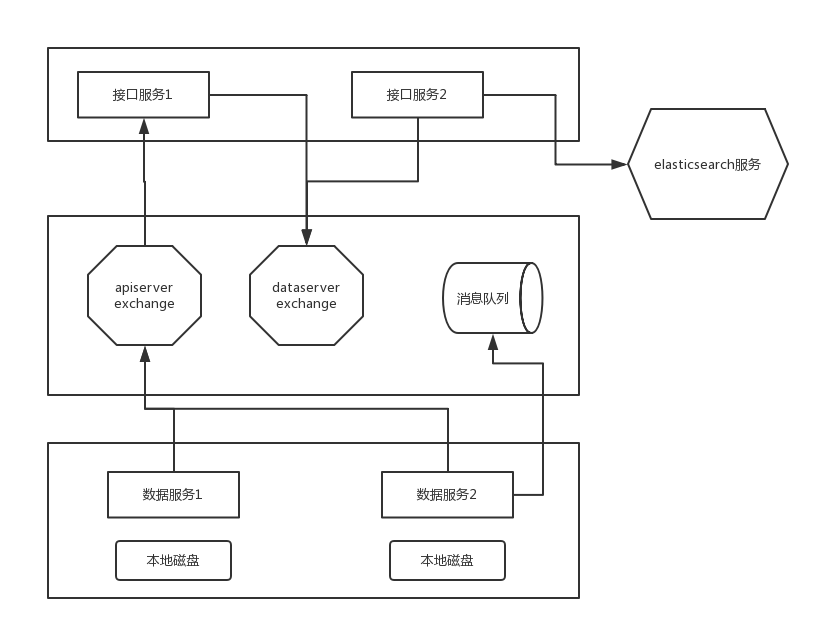 接口服务1
接口服务2
elasticsearch服务
apiserver
exchange
dataserver
exchange
消息队列
数据服务1
数据服务2
本地磁盘
本地磁盘